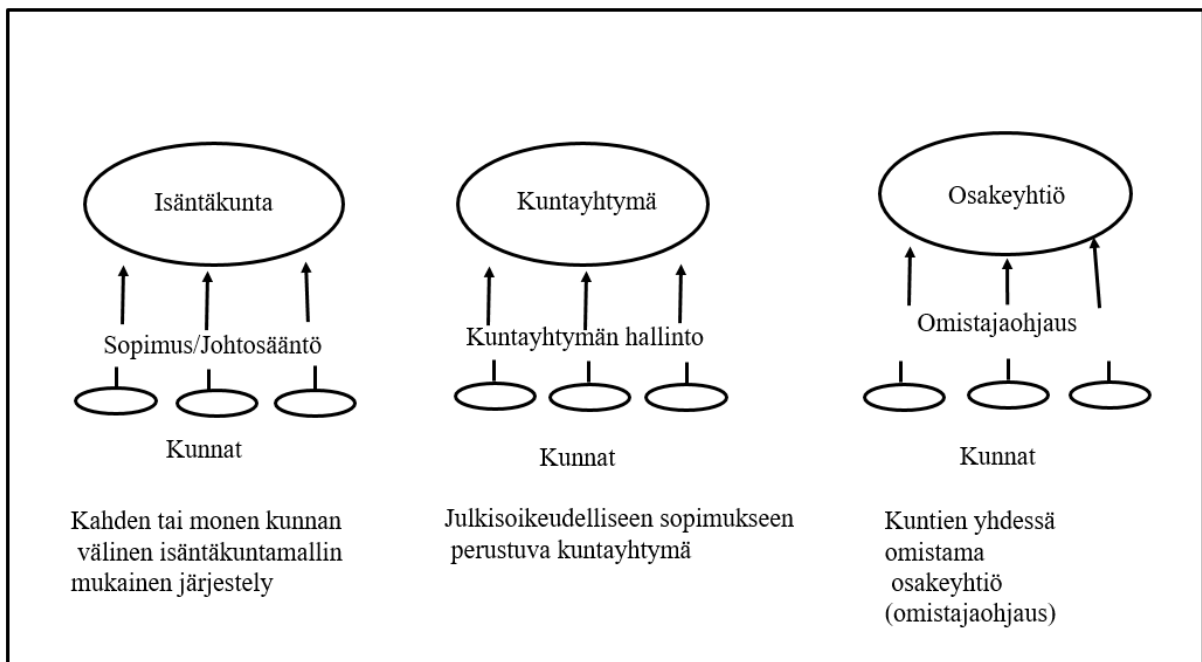 Isäntäkunta
Sopimus/Johtosääntö
Kunnat
Kahden tai monen kunnan
välinen isäntäkuntamallin
mukainen järjestely
Kuntayhtymä
Kuntayhtymän hallinto
Kunnat
Julkisoikeudelliseen sopimukseen
perustuva kuntayhtymä
Osakeyhtiö
Omistajaohjaus
Kunnat
Kuntien yhdessä
omistama
osakeyhtiö
(omistajaohjaus)